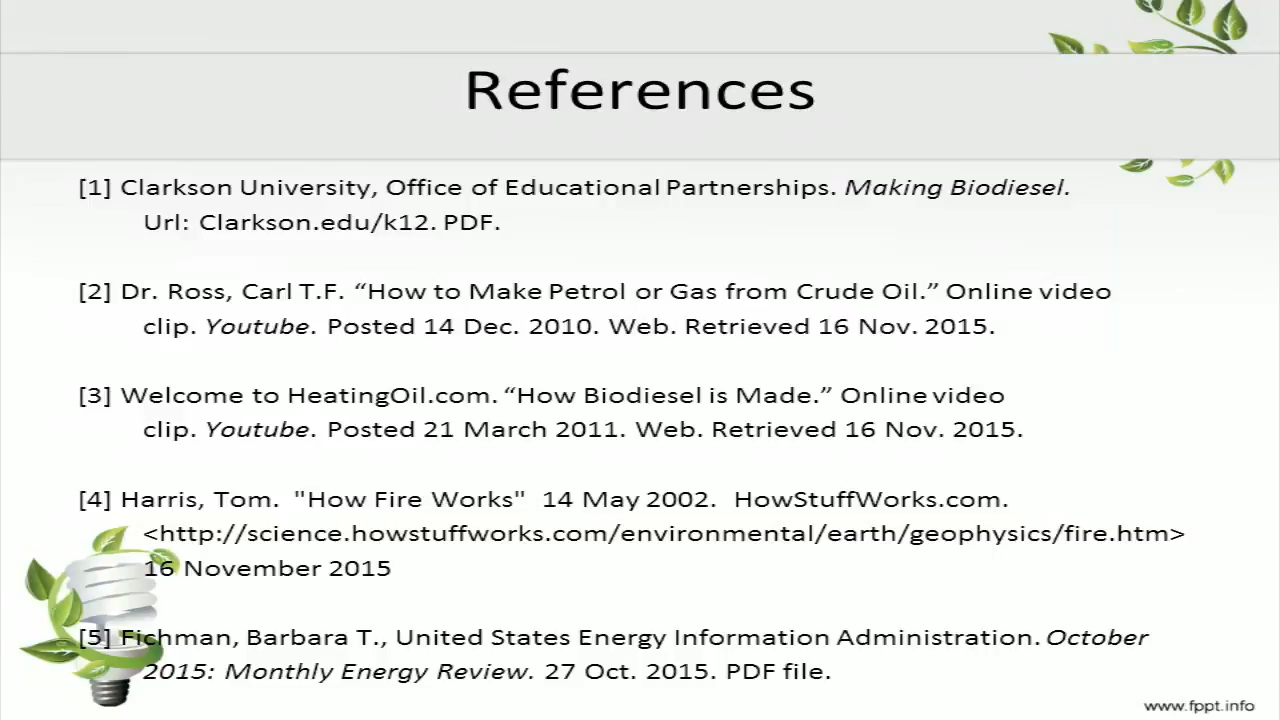 References
[1] Clarkson University, Office of Educational Partnerships. Making Biodiesel.
Url: Clarkson.edu/k12. PDF.
[2] Dr. Ross, Carl T.F. “How to Make Petrol or Gas from Crude Oil.” Online video
clip. Youtube. Posted 14 Dec. 2010. Web. Retrieved 16 Nov. 2015.
[3] Welcome to HeatingOil.com. “How Biodiesel is Made.” Online video
clip. Youtube. Posted 21 March 2011. Web. Retrieved 16 Nov. 2015.
[4] Harris, Tom.  "How Fire Works"  14 May 2002.  HowStuffWorks.com.
<http://science.howstuffworks.com/environmental/earth/geophysics/fire.htm>
16 November 2015
[5] Fichman, Barbara T., United States Energy Information Administration. October
2015: Monthly Energy Review. 27 Oct. 2015. PDF file.
www.fppt.info